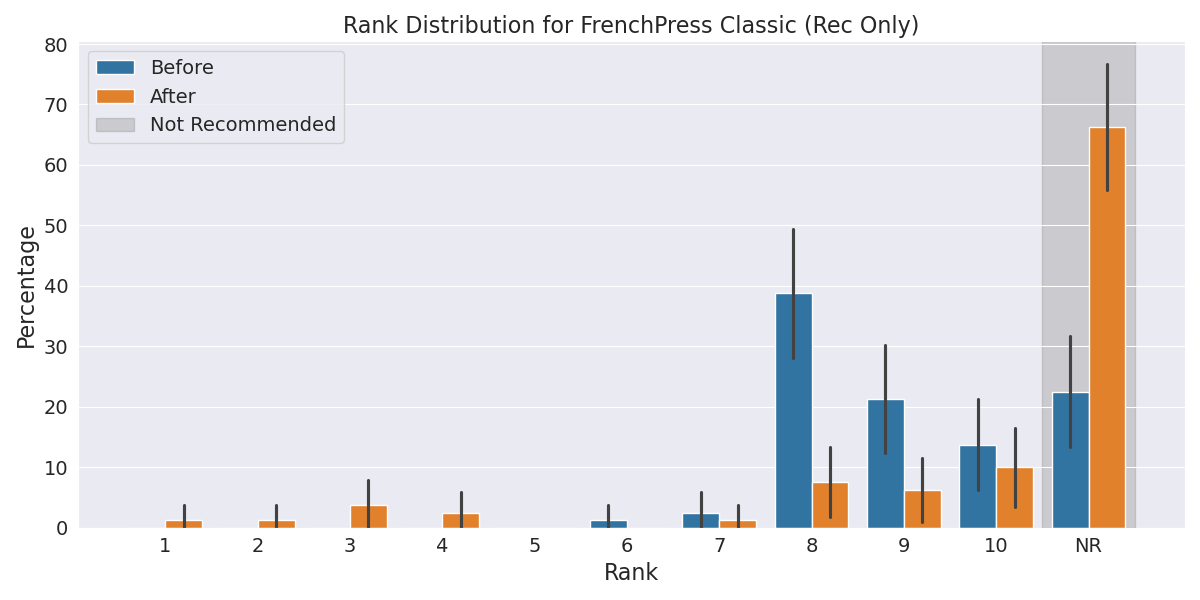 Rank Distribution for FrenchPress Classic (Rec Only)
Before
After
Not Recommended
80
70
60
50
40
30
20
10
0
Percentage
1 2 3 4 5 6 7 8 9 10 NR
Rank